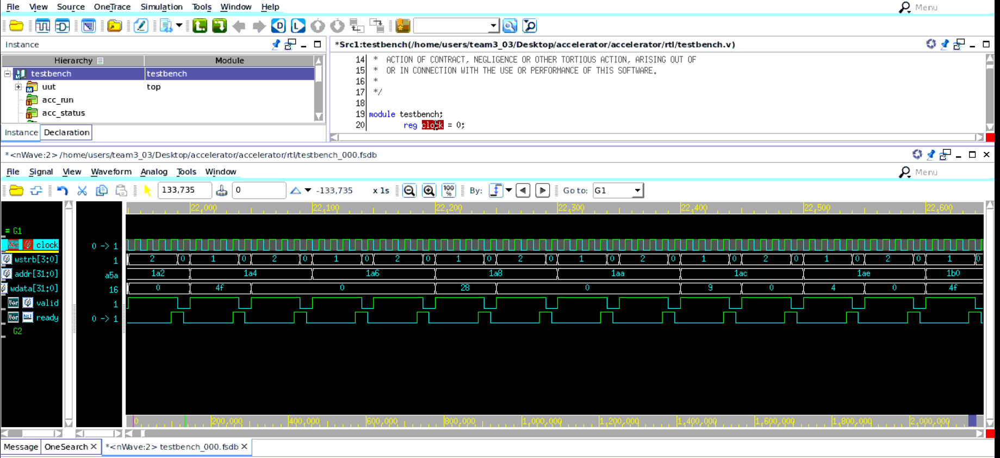 File View Source OneTrace Simulation Tools Window Help Menu
Instance
*Src1:testbench(/home/users/team3_03/Desktop/accelerator/accelerator/rtl/testbench.v)
Hierarchy Module
testbench testbench
uut top
acc_run
acc_status
Instance Declaration
14 * ACTION OF CONTRACT, NEGLIGENCE OR OTHER TORTIOUS ACTION, ARISING OUT OF
15 * OR IN CONNECTION WITH THE USE OR PERFORMANCE OF THIS SOFTWARE.
16 *
17 */
18
19 module testbench;
20 reg clock = 0;
*<nWave:2> /home/users/team3_03/Desktop/accelerator/accelerator/rtl/testbench_000.fsdb
File Signal View Waveform Analog Tools Window Menu
133,735 0 -133,735 x 1s 100 % By: Go to: G1
22,000 22,100 22,200 22,300 22,400 22,500 22,600
= G1
clock 0 -> 1
wstrb[3:0] 1 2 0 1 0 2 0 1 0 2 0 1 0 2 0 1 0 2 0 1 0 2 0 1 0 2 0 1 0
addr[31:0] a5a 1a2 1a4 1a6 1a8 1aa 1ac 1ae 1b0
wdata[31:0] 16 0 4f 0 28 0 9 0 4 0 4f
valid 1
ready 0 -> 1
G2
0 200,000 400,000 600,000 800,000 1,000,000 1,200,000 1,400,000 1,600,000 1,800,000 2,000,000
Message OneSearch *<nWave:2> testbench_000.fsdb